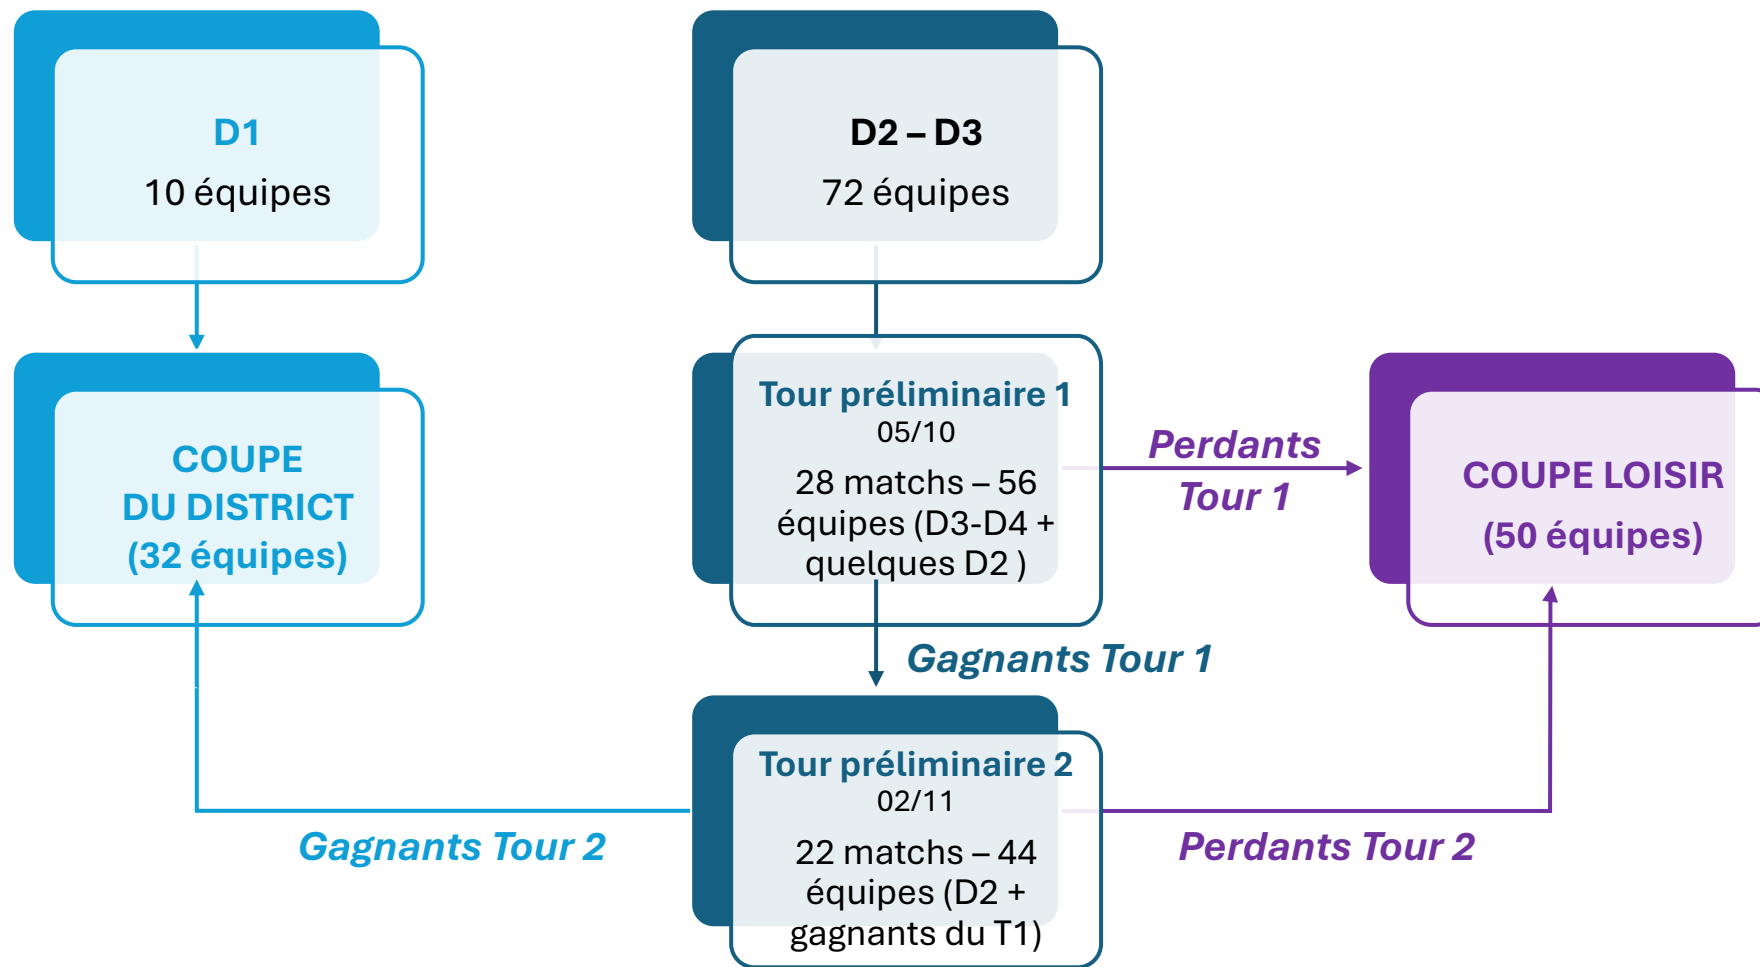 D1
10 équipes
D2 – D3
72 équipes
COUPE
DU DISTRICT
(32 équipes)
Tour préliminaire 1
05/10
28 matchs – 56
équipes (D3-D4 +
quelques D2 )
Perdants
Tour 1
COUPE LOISIR
(50 équipes)
Gagnants Tour 1
Tour préliminaire 2
02/11
22 matchs – 44
équipes (D2 +
gagnants du T1)
Gagnants Tour 2
Perdants Tour 2